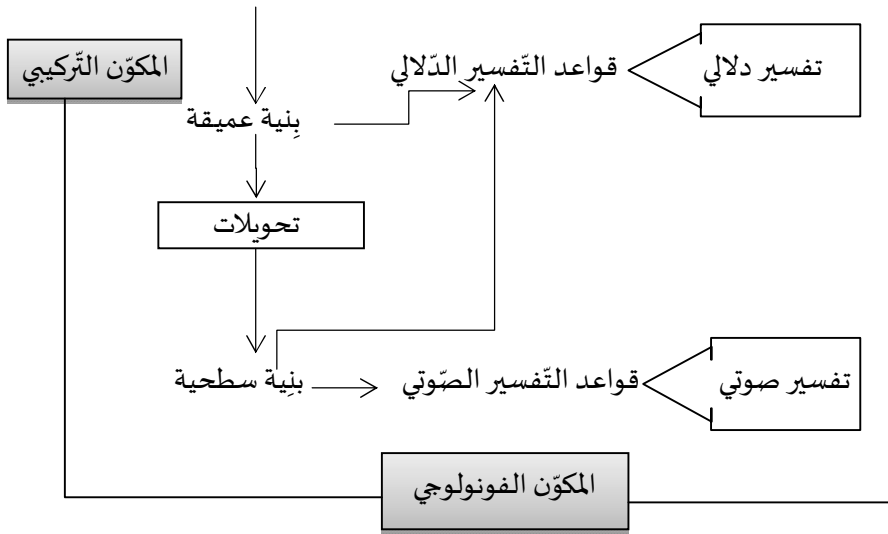 المكوّن التّركيبي
قواعد التّفسير الدّلالي
تفسير دلالي
بِنية عميقة
تحويلات
بنِية سطحية
قواعد التّفسير الصّوتي
تفسير صوتي
المكوّن الفونولوجي